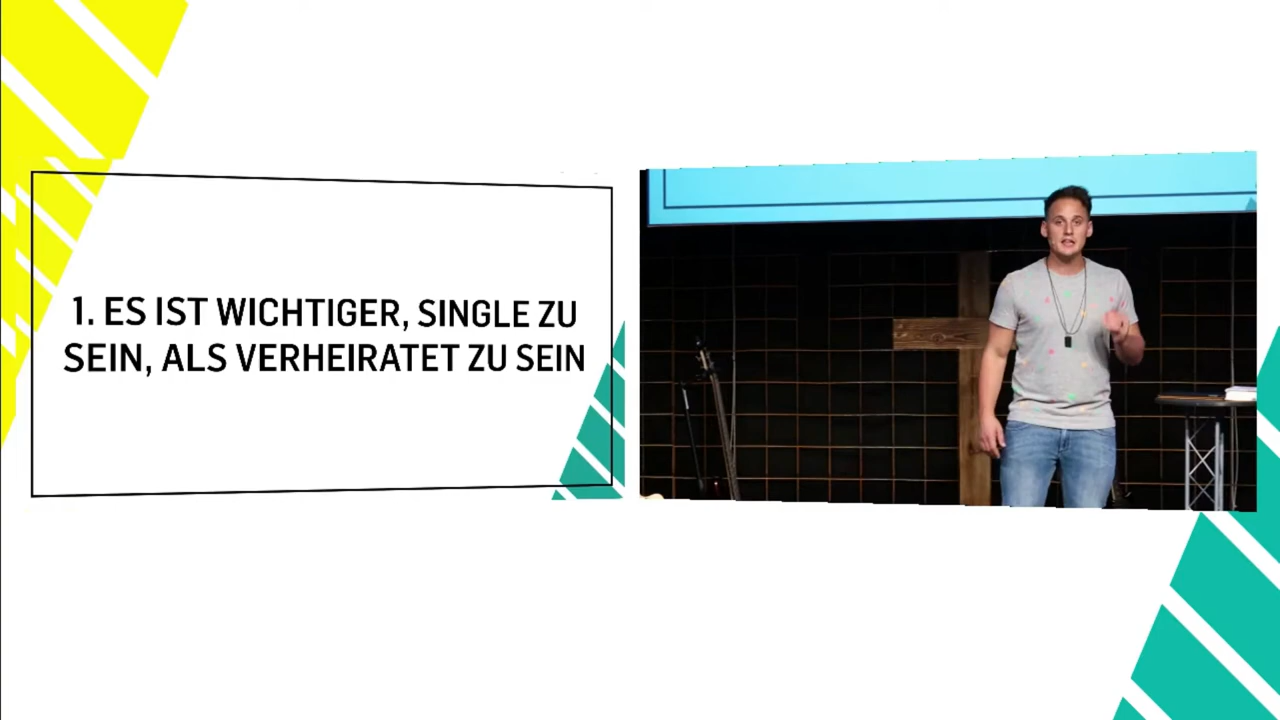 1. ES IST WICHTIGER, SINGLE ZU
SEIN, ALS VERHEIRATET ZU SEIN